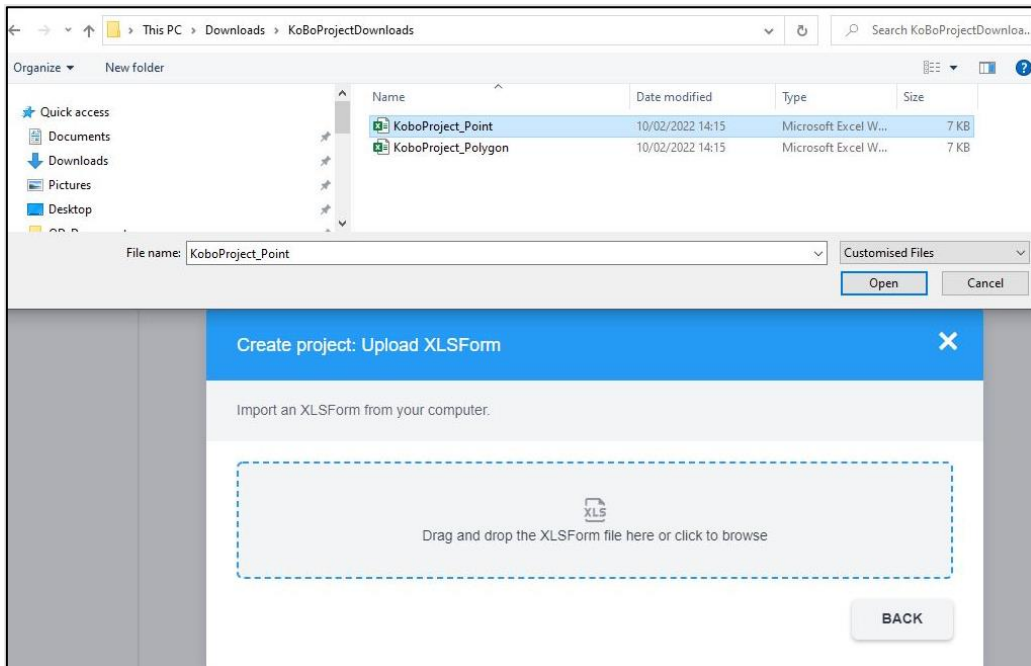 This PC > Downloads > KoBoProjectDownloads
Search KoBoProjectDownloa...
Organize
New folder
Name
Date modified
Type
Size
Quick access
Documents
Downloads
Pictures
Desktop
KoboProject_Point
10/02/2022 14:15
Microsoft Excel W...
7 KB
KoboProject_Polygon
10/02/2022 14:15
Microsoft Excel W...
7 KB
File name:
KoboProject_Point
Customised Files
Open
Cancel
Create project: Upload XLSForm
Import an XLSForm from your computer.
XLS
Drag and drop the XLSForm file here or click to browse
BACK